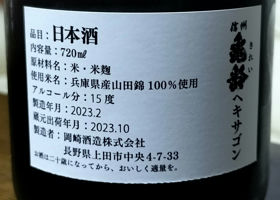 品目：日本酒
内容量：720㎖
原材料名：米・米麹
使用米名：兵庫県産山田錦100%使用
アルコール分：15度
製造年月：2023.2
蔵元出荷年月：2023.10
製造者：岡崎酒造株式会社
長野県上田市中央4-7-33
お酒は二十歳になってから、おいしく適量を。
信州
亀齢
きれい
ヘキサゴン